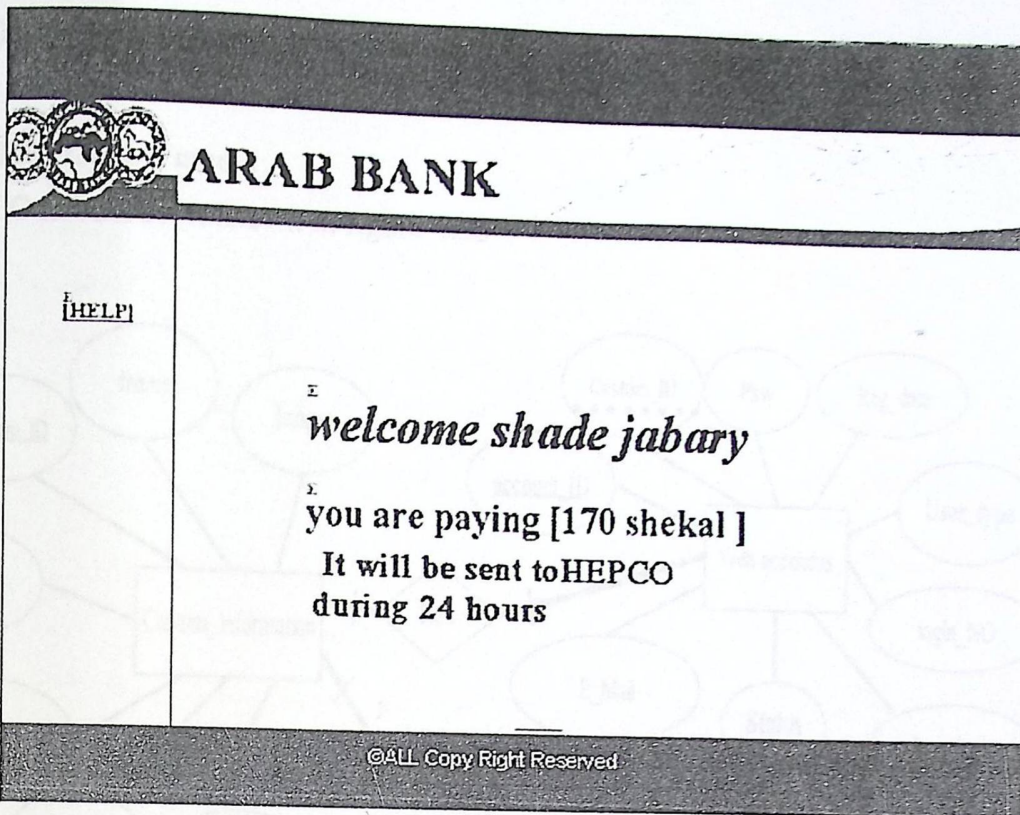 ARAB BANK
[HELP]
welcome shade jabary
you are paying [170 shekal ]
It will be sent toHEPCO
during 24 hours
©ALL Copy Right Reserved